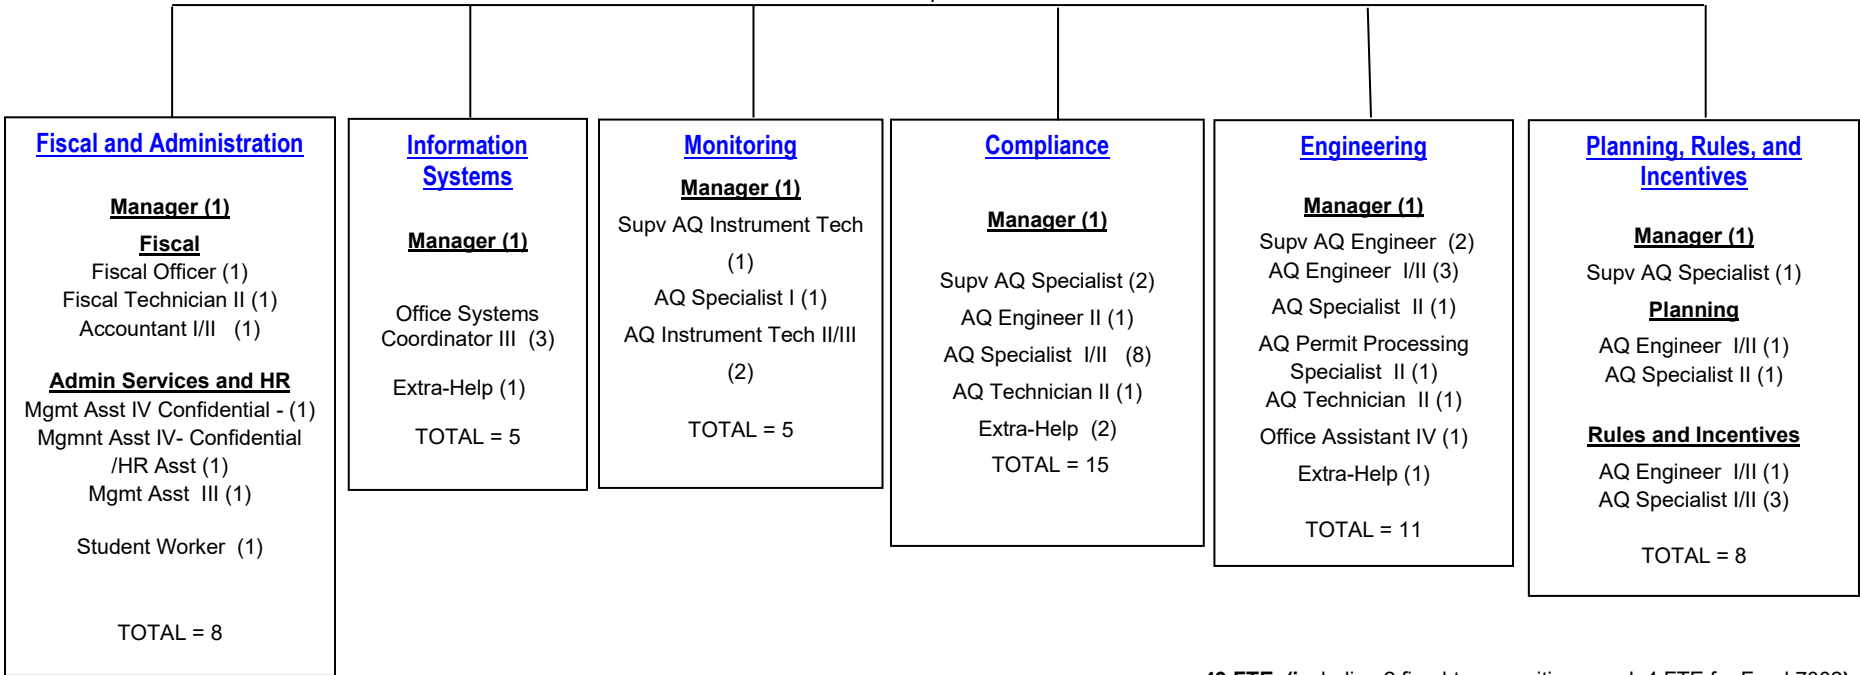 Fiscal and Administration
Manager (1)
Fiscal
Fiscal Officer (1)
Fiscal Technician II (1)
Accountant I/II (1)
Admin Services and HR
Mgmt Asst IV Confidential - (1)
Mgmnt Asst IV- Confidential
/HR Asst (1)
Mgmt Asst III (1)
Student Worker (1)
TOTAL = 8
Information
Systems
Manager (1)
Office Systems
Coordinator III (3)
Extra-Help (1)
TOTAL = 5
Monitoring
Manager (1)
Supv AQ Instrument Tech
(1)
AQ Specialist I (1)
AQ Instrument Tech II/III
(2)
TOTAL = 5
Compliance
Manager (1)
Supv AQ Specialist (2)
AQ Engineer II (1)
AQ Specialist I/II (8)
AQ Technician II (1)
Extra-Help (2)
TOTAL = 15
Engineering
Manager (1)
Supv AQ Engineer (2)
AQ Engineer I/II (3)
AQ Specialist II (1)
AQ Permit Processing
Specialist II (1)
AQ Technician II (1)
Office Assistant IV (1)
Extra-Help (1)
TOTAL = 11
Planning, Rules, and
Incentives
Manager (1)
Supv AQ Specialist (1)
Planning
AQ Engineer I/II (1)
AQ Specialist II (1)
Rules and Incentives
AQ Engineer I/II (1)
AQ Specialist I/II (3)
TOTAL = 8